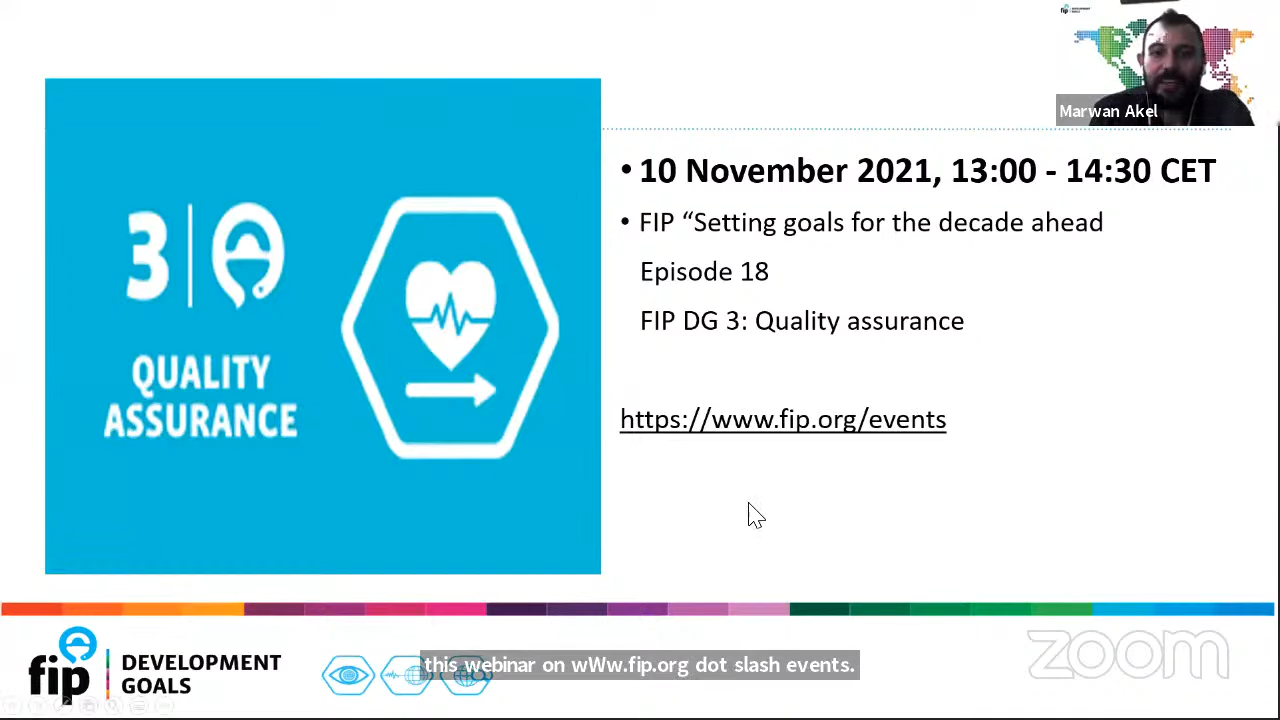 Marwan Akel
3
QUALITY
ASSURANCE
• 10 November 2021, 13:00 - 14:30 CET
• FIP “Setting goals for the decade ahead
Episode 18
FIP DG 3: Quality assurance
https://www.fip.org/events
fip
DEVELOPMENT
GOALS
this webinar on wWw.fip.org dot slash events.
zoom